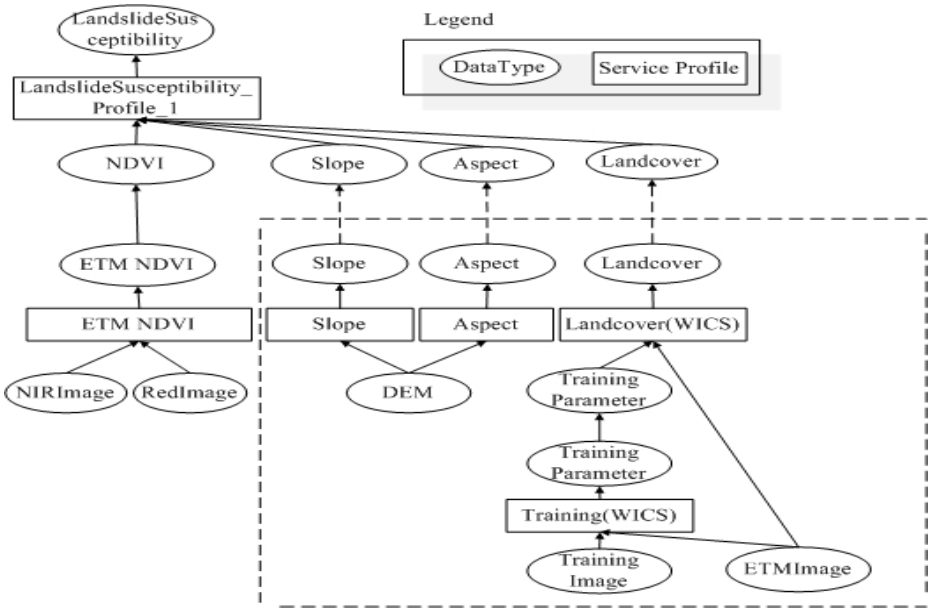 LandslideSus
ceptibility
Legend
DataType
Service Profile
LandslideSusceptibility_
Profile_1
NDVI
Slope
Aspect
Landcover
ETM NDVI
Slope
Aspect
Landcover
ETM NDVI
Slope
Aspect
Landcover(WICS)
NIRImage
RedImage
DEM
Training
Parameter
Training
Parameter
Training(WICS)
Training
Image
ETMImage